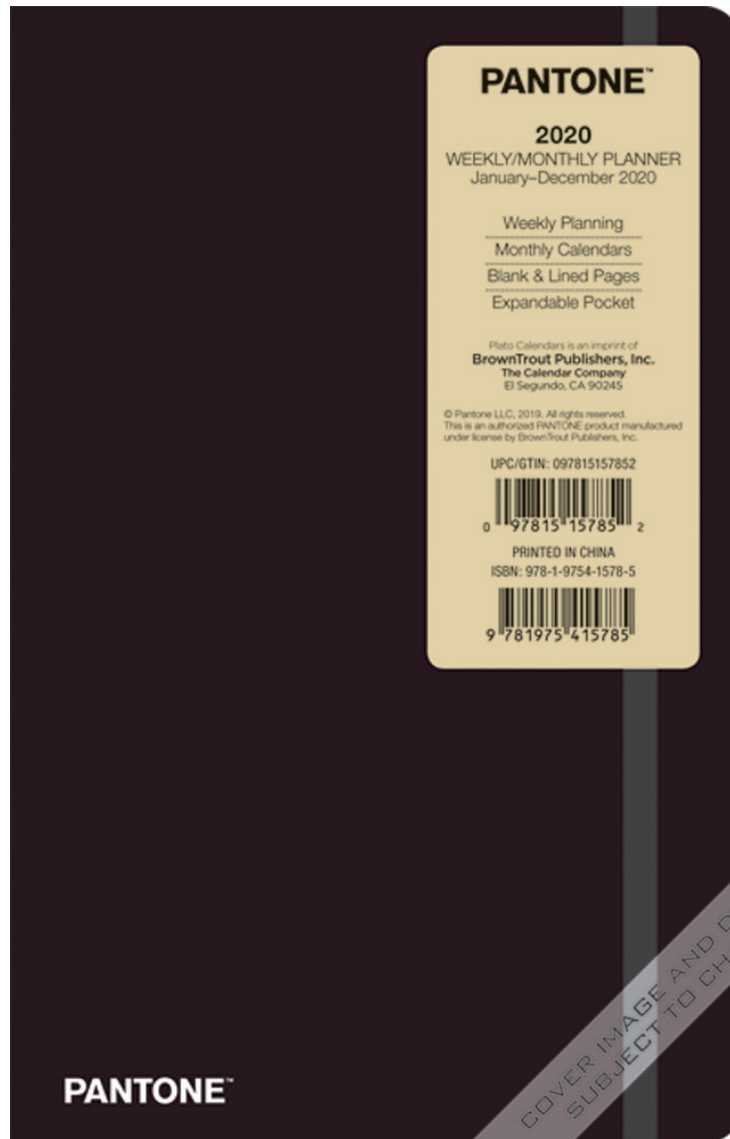 PANTONE™
2020
WEEKLY/MONTHLY PLANNER
January–December 2020
Weekly Planning
Monthly Calendars
Blank & Lined Pages
Expandable Pocket
Plato Calendars is an imprint of
BrownTrout Publishers, Inc.
The Calendar Company
El Segundo, CA 90245
© Pantone LLC, 2019. All rights reserved.
This is an authorized PANTONE product manufactured
under license by BrownTrout Publishers, Inc.
UPC/GTIN: 097815157852
0 97815 15785 2
PRINTED IN CHINA
ISBN: 978-1-9754-1578-5
9 781975 415785
COVER IMAGE AND
SUBJECT TO
PANTONE™